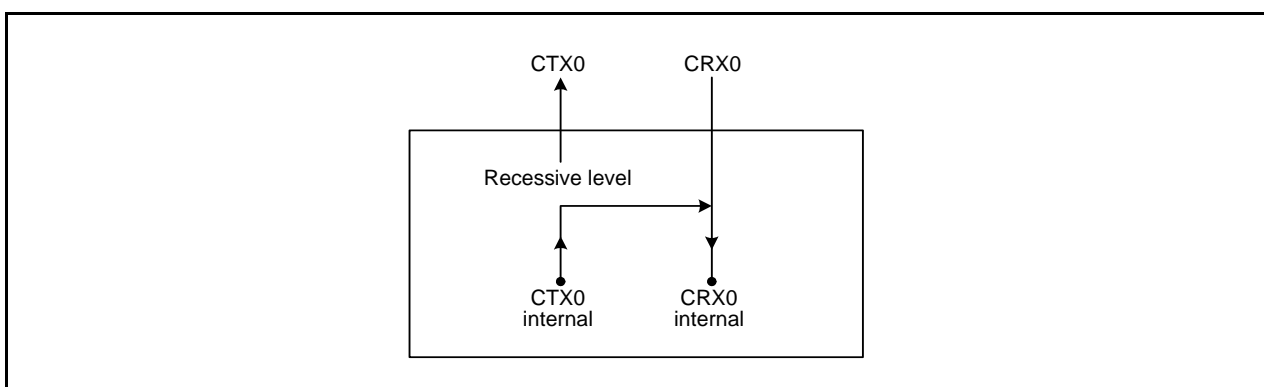 CTX0
CRX0
Recessive level
CTX0
internal
CRX0
internal